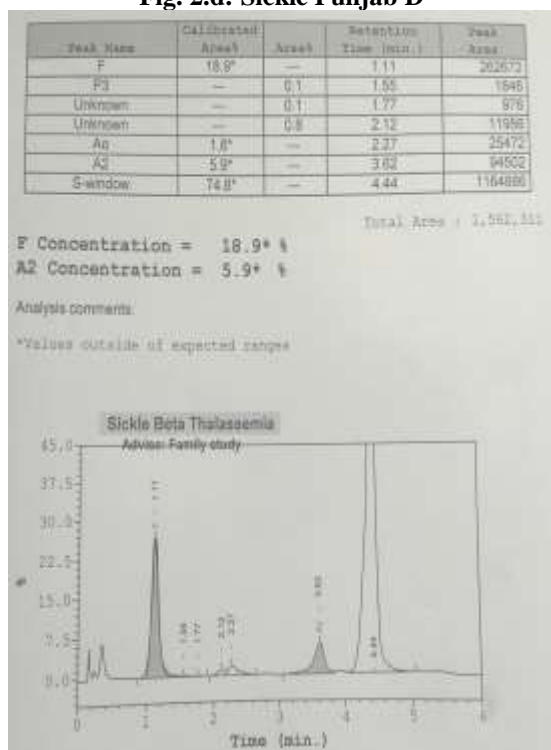 Fig. 2.d: Sickle Punjab D
Peak Name Calibrated Area% Area% Retention Time (min.) Peak Area
F 18.9* — 1.11 262672
P3 — 0.1 1.55 1646
Unknown — 0.1 1.77 976
Unknown — 0.8 2.12 11956
Ao 1.6* — 2.27 25472
A2 5.9* — 3.62 94502
S-window 74.8* — 4.44 1164886
Total Area :
F Concentration = 18.9* %
A2 Concentration = 5.9* %
Analysis comments:
*Values outside of expected ranges
Sickle Beta Thalassemia
Advise: Family study
45.0
37.5
30.0
22.5
15.0
7.5
0.0
%
0 1 2 3 4 5 6
Time (min.)